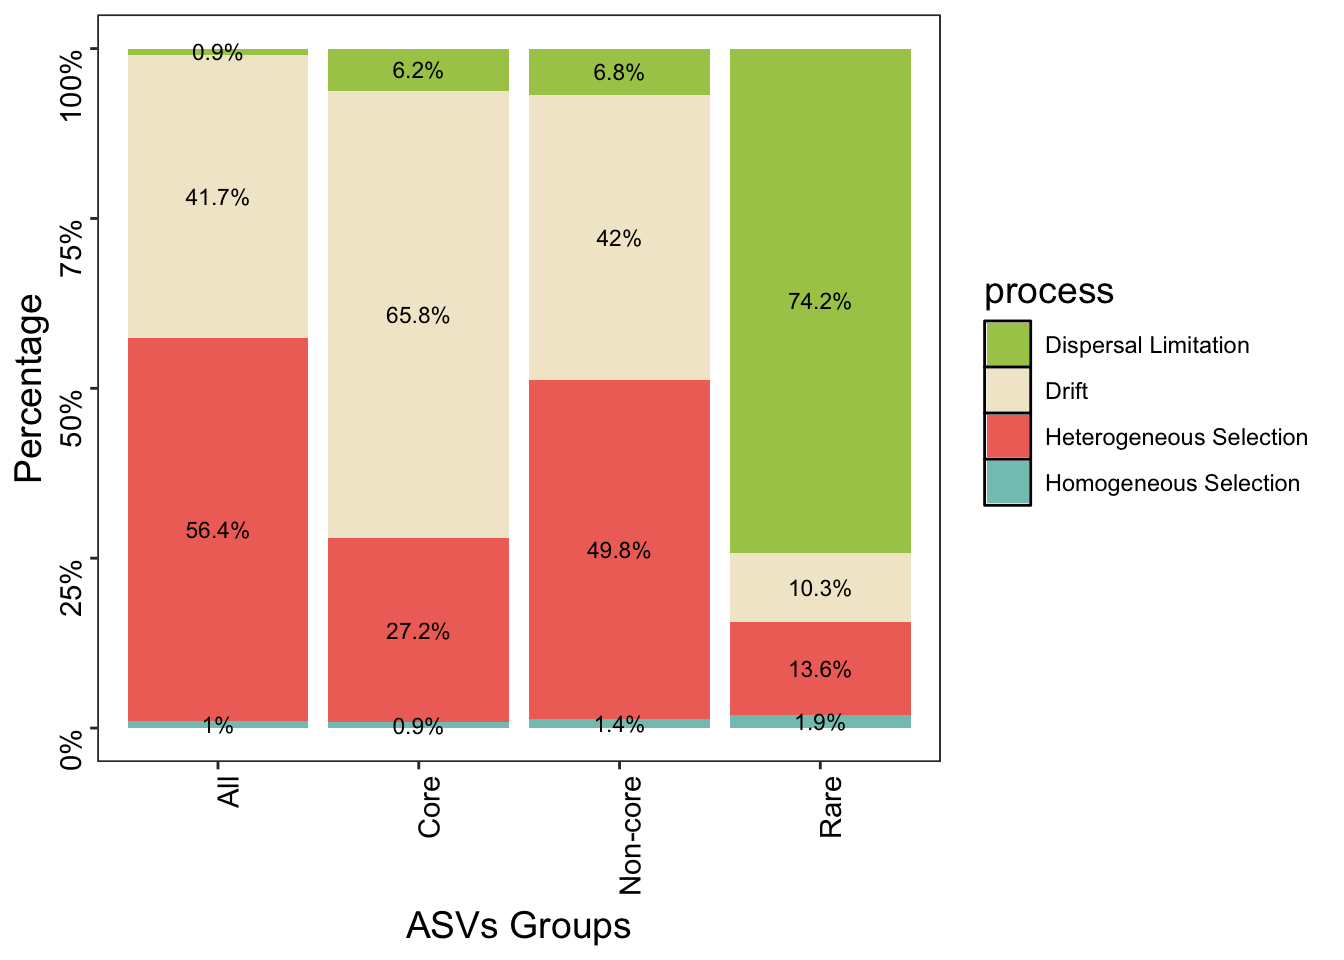 Percentage
100%
75%
50%
25%
0%
0.9%
41.7%
56.4%
1%
6.2%
65.8%
27.2%
0.9%
6.8%
42%
49.8%
1.4%
74.2%
10.3%
13.6%
1.9%
All
Core
Non-core
Rare
ASVs Groups
process
Dispersal Limitation
Drift
Heterogeneous Selection
Homogeneous Selection